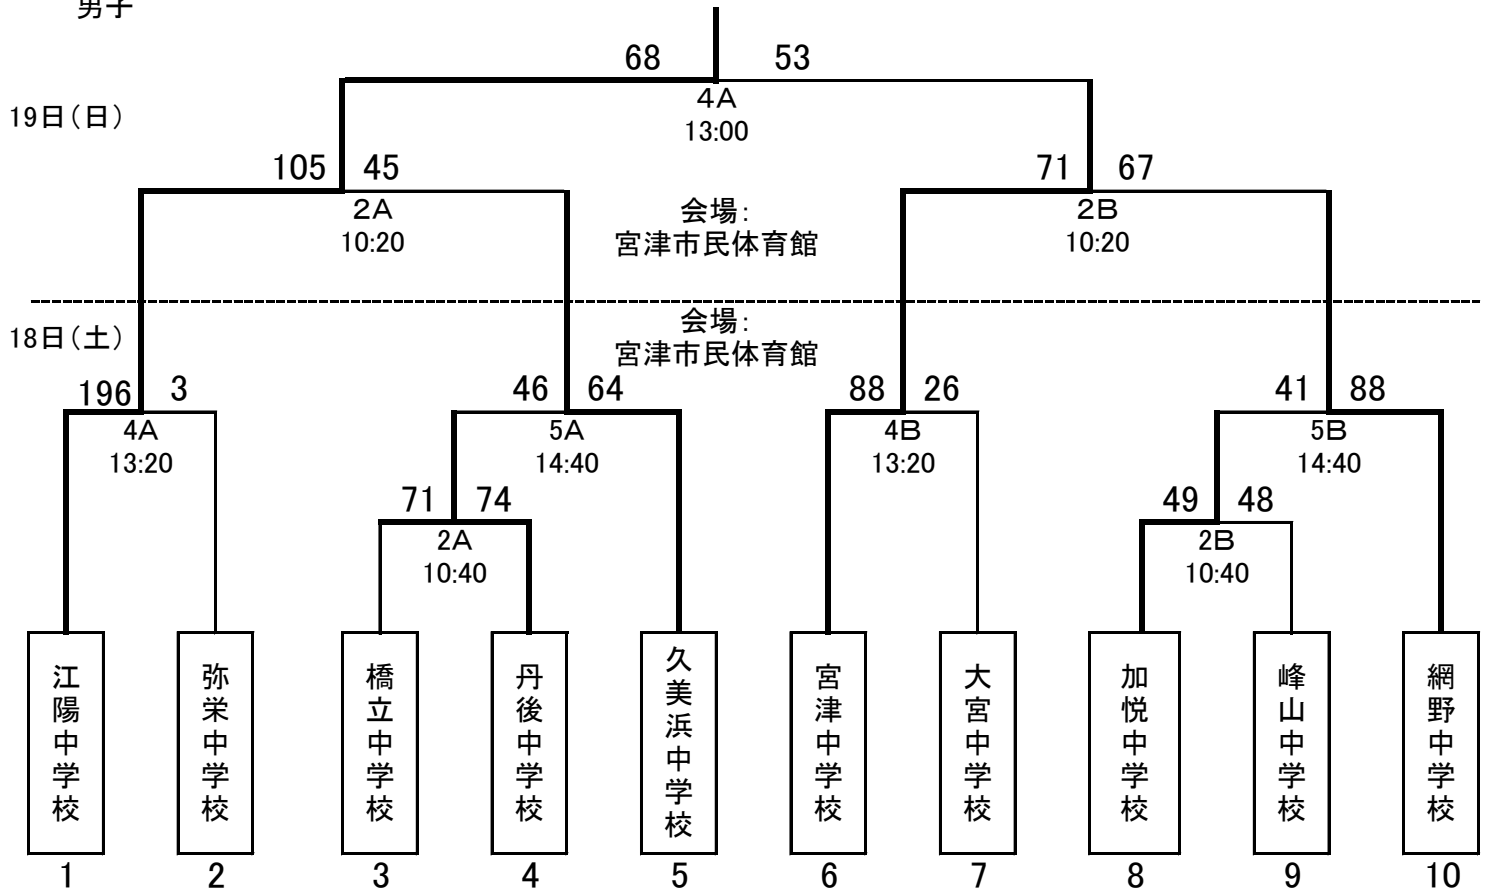 男子
68 53
4A
13:00
19日(日)
105 45 71 67
2A 2B
10:20 10:20
会場:
宮津市民体育館
会場:
宮津市民体育館
18日(土)
196 3 46 64 88 26 41 88
4A 5A 4B 5B
13:20 14:40 13:20 14:40
71 74 49 48
2A 2B
10:40 10:40
江陽中学校
弥栄中学校
橋立中学校
丹後中学校
久美浜中学校
宮津中学校
大宮中学校
加悦中学校
峰山中学校
網野中学校
1 2 3 4 5 6 7 8 9 10